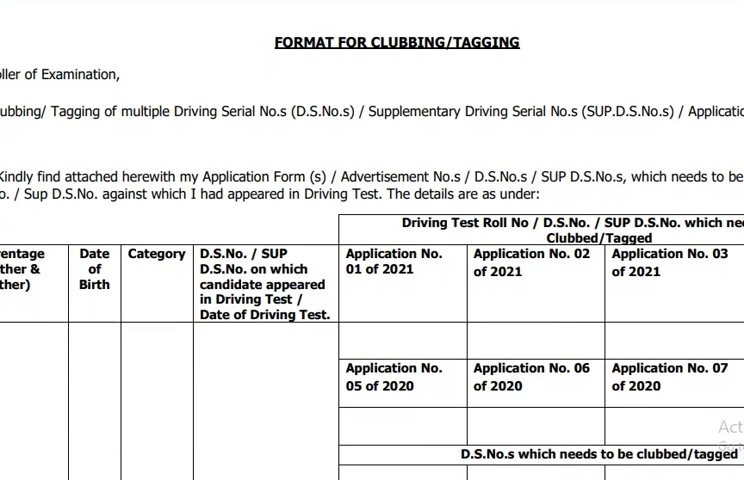 FORMAT FOR CLUBBING/TAGGING
ller of Examination,
ubbing/ Tagging of multiple Driving Serial No.s (D.S.No.s) / Supplementary Driving Serial No.s (SUP.D.S.No.s) / Applicatio
Kindly find attached herewith my Application Form (s) / Advertisement No.s / D.S.No.s / SUP D.S.No.s, which needs to be
o. / Sup D.S.No. against which I had appeared in Driving Test. The details are as under:
Driving Test Roll No / D.S.No. / SUP D.S.No. which nee
Clubbed/Tagged
rentage
ther &
ther)
Date
of
Birth
Category
D.S.No. / SUP
D.S.No. on which
candidate appeared
in Driving Test /
Date of Driving Test.
Application No.
01 of 2021
Application No. 02
of 2021
Application No. 03
of 2021
Application No.
05 of 2020
Application No. 06
of 2020
Application No. 07
of 2020
Act
D.S.No.s which needs to be clubbed/tagged